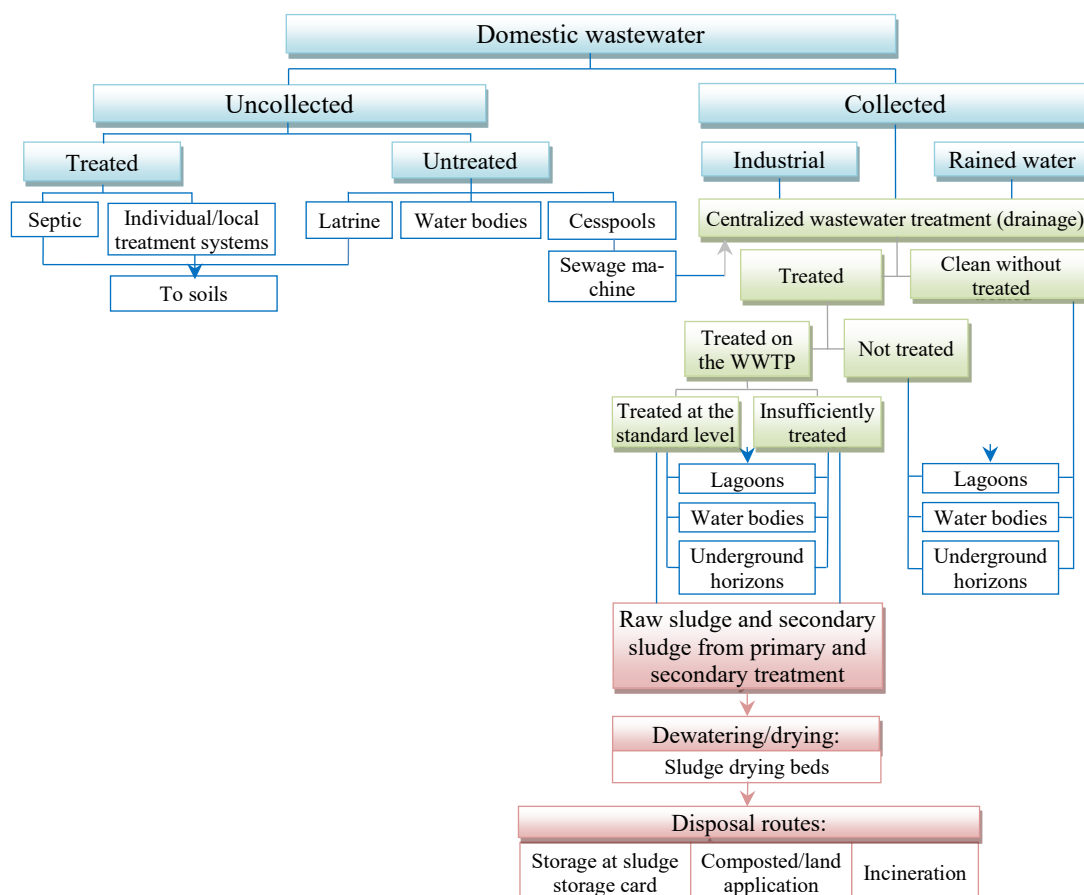 Domestic wastewater
Uncollected
Collected
Treated
Untreated
Industrial
Rained water
Septic
Individual/local
treatment systems
Latrine
Water bodies
Cesspools
Centralized wastewater treatment (drainage)
To soils
Sewage ma-
chine
Treated
Clean without
treated
Treated on
the WWTP
Not treated
Treated at the
standard level
Insufficiently
treated
Lagoons
Water bodies
Underground
horizons
Lagoons
Water bodies
Underground
horizons
Raw sludge and secondary
sludge from primary and
secondary treatment
Dewatering/drying:
Sludge drying beds
Disposal routes:
Storage at sludge
storage card
Composted/land
application
Incineration